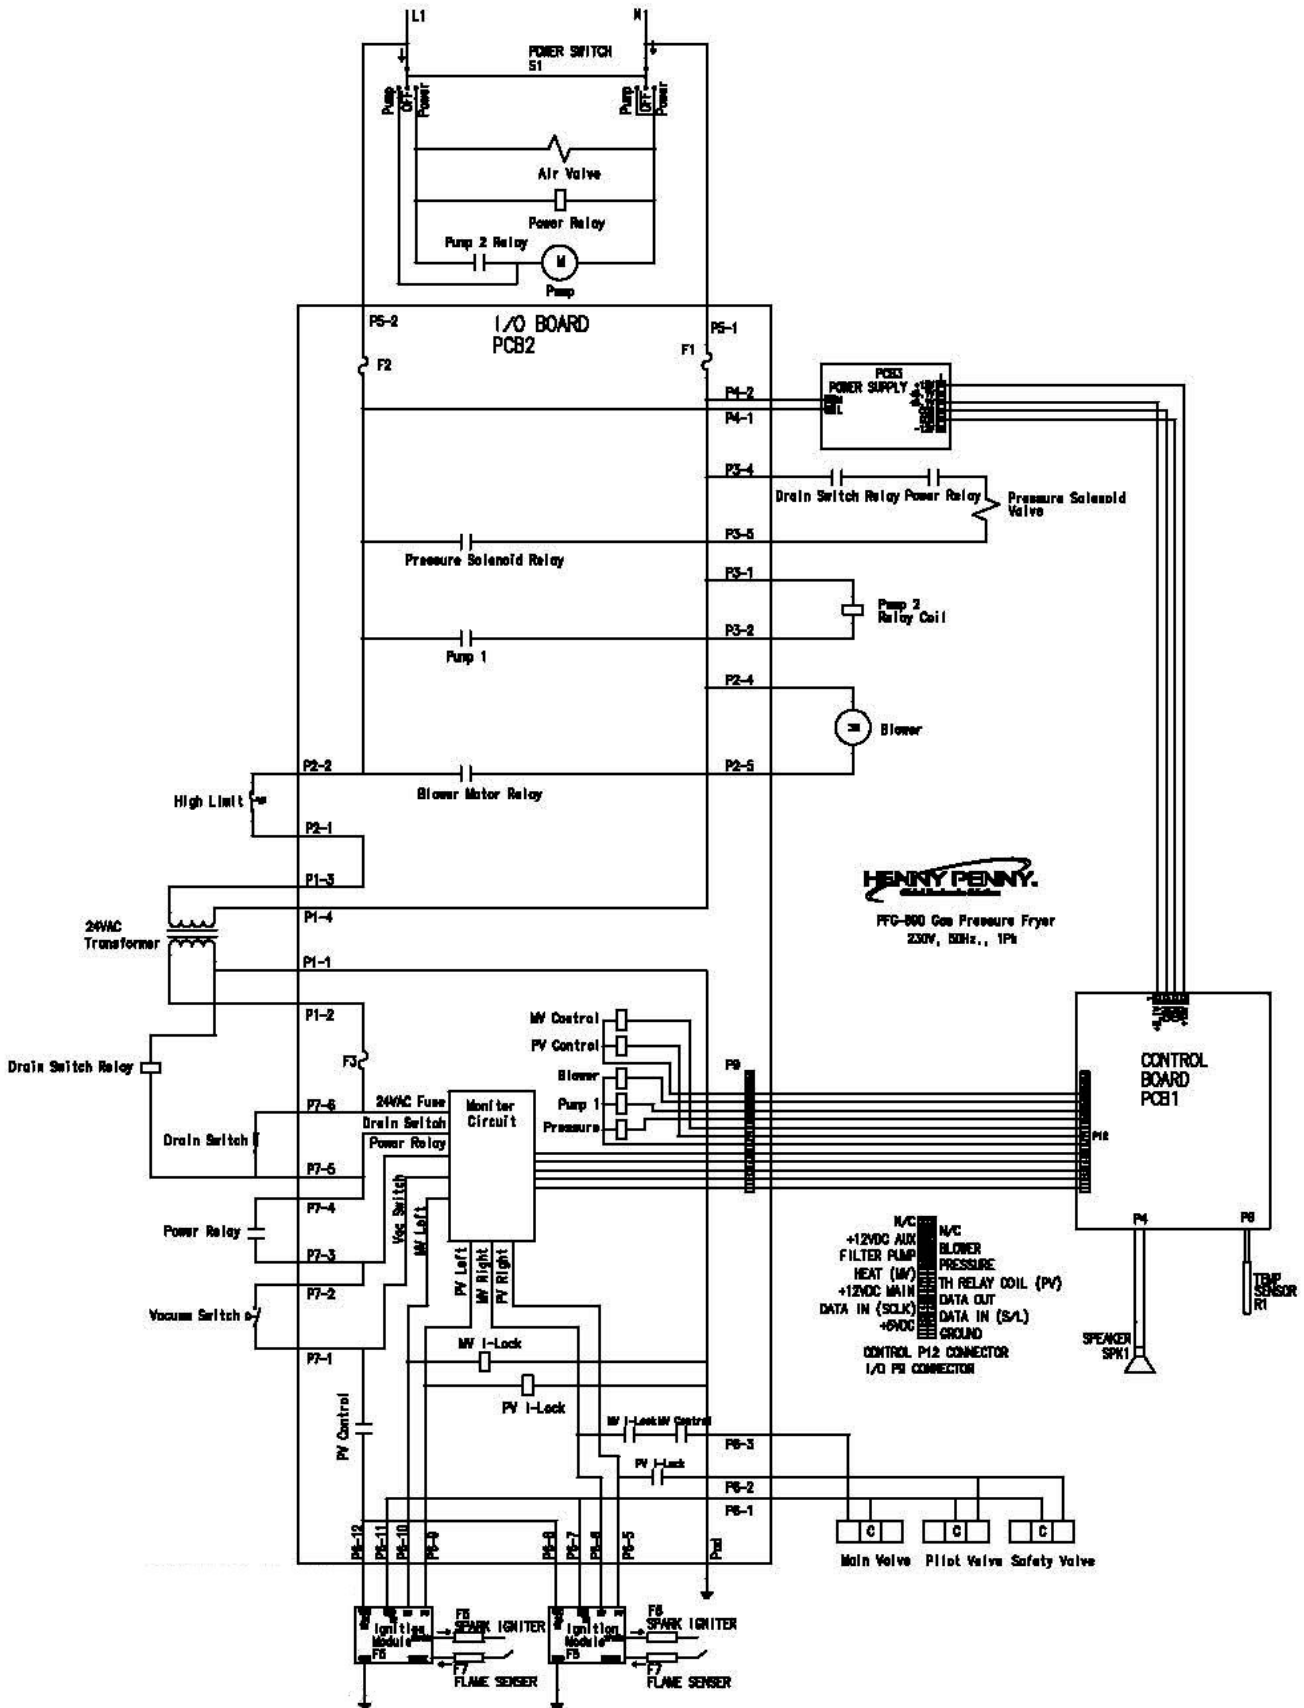 L1
N1
POWER SWITCH
S1
Pump
OFF
Power
Pump
OFF
Power
Air Valve
Power Relay
Pump 2 Relay
M
Pump
P5-2
I/O BOARD
PCB2
P5-1
F2
F1
PCB3
POWER SUPPLY
P4-2
P4-1
P3-4
Drain Switch Relay
Power Relay
Pressure Solenoid
Valve
P3-5
Pressure Solenoid Relay
P3-1
Pump 2
Relay Coil
P3-2
Pump 1
P2-4
M
Blower
P2-2
P2-5
Blower Motor Relay
High Limit
P2-1
P1-3
P1-4
HENNY PENNY.
PFG-690 Gas Pressure Fryer
230V, 50Hz., 1Ph
24VAC
Transformer
P1-1
P1-2
MV Control
PV Control
Blower
Pump 1
Pressure
P9
CONTROL
BOARD
PCB1
P12
P4
P6
Drain Switch Relay
F3
P7-6
24VAC Fuse
Drain Switch
Power Relay
Moniter
Circuit
Drain Switch
P7-5
P7-4
Vac Switch
MV Left
PV Left
MV Right
PV Right
Power Relay
P7-3
P7-2
Vacuum Switch
P7-1
N/C
N/C
+12VDC AUX
BLOWER
FILTER PUMP
PRESSURE
HEAT (MV)
TH RELAY COIL (PV)
+12VDC MAIN
DATA OUT
DATA IN (SCLK)
DATA IN (S/L)
+5VDC
GROUND
CONTROL P12 CONNECTOR
I/O P9 CONNECTOR
TEMP
SENSOR
R1
SPEAKER
SPK1
MV I-Lock
PV I-Lock
PV Control
MV I-Lock
MV Control
P6-3
PV I-Lock
P6-2
P6-1
C
C
C
Main Valve
Pilot Valve
Safety Valve
P6-12
P6-11
P6-10
P6-9
P6-8
P6-7
P6-6
P6-5
Pnd
Ignition
Module
F5
F6
SPARK IGNITER
F7
FLAME SENSER
Ignition
Module
F5
F6
SPARK IGNITER
F7
FLAME SENSER